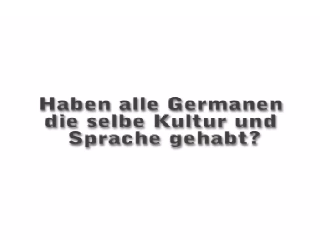 Haben alle Germanen
die selbe Kultur und
Sprache gehabt?